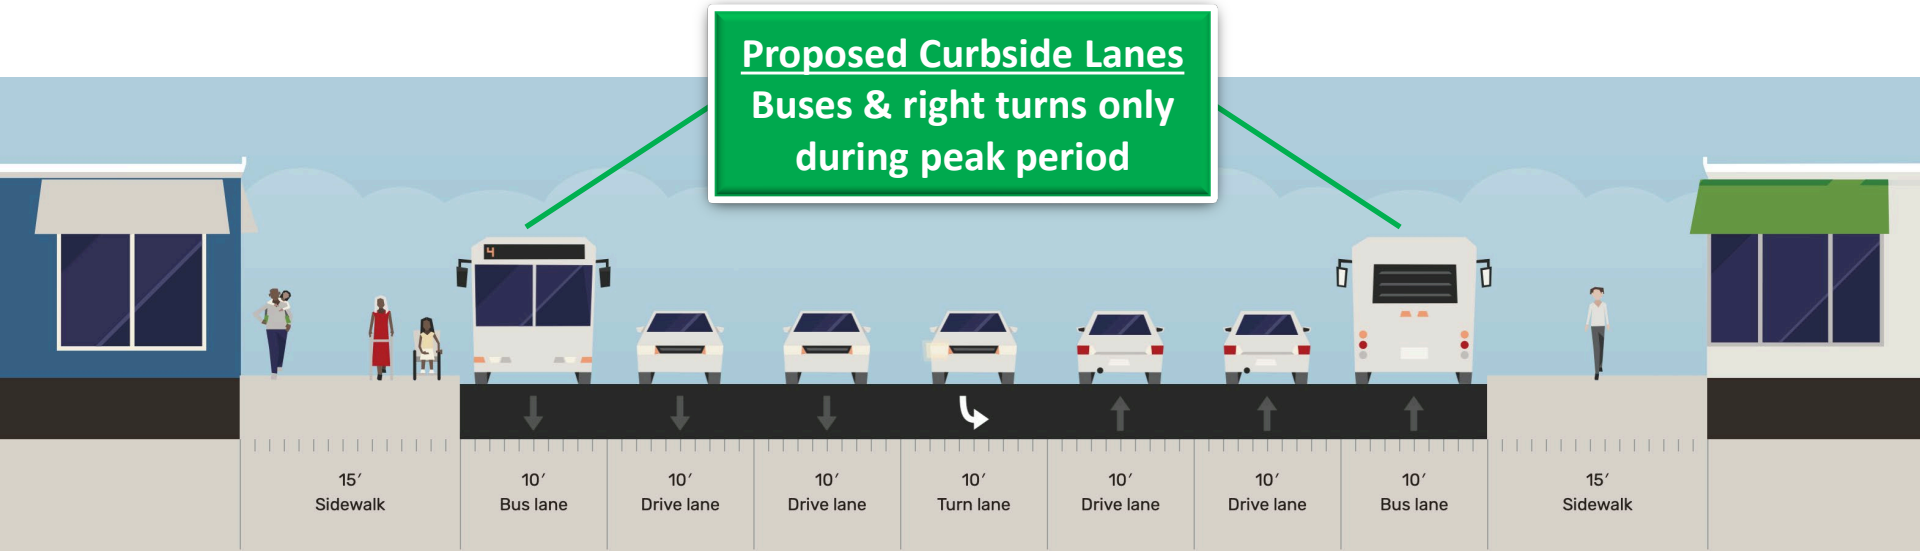 Proposed Curbside Lanes
Buses & right turns only
during peak period
4
15′
Sidewalk
10′
Bus lane
10′
Drive lane
10′
Drive lane
10′
Turn lane
10′
Drive lane
10′
Drive lane
10′
Bus lane
15′
Sidewalk